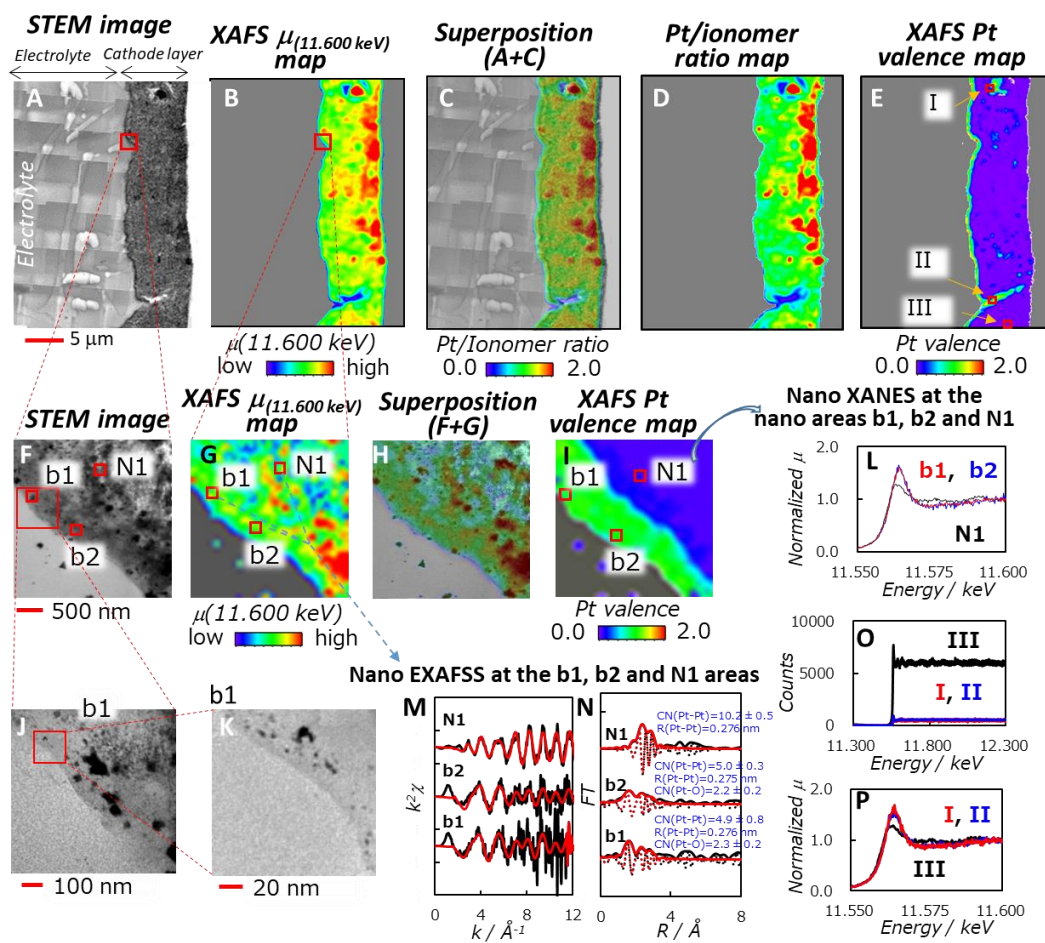 STEM image
Electrolyte
Cathode layer
XAFS μ(11.600 keV)
map
Superposition
(A+C)
Pt/ionomer
ratio map
XAFS Pt
valence map
A
B
C
D
E
Electrolyte
I
II
III
5 μm
μ(11.600 keV)
low
high
Pt/Ionomer ratio
0.0
2.0
Pt valence
0.0
2.0
STEM image
XAFS μ(11.600 keV)
map
Superposition
(F+G)
XAFS Pt
valence map
Nano XANES at the
nano areas b1, b2 and N1
F
b1
N1
b2
G
b1
N1
b2
H
I
b1
N1
b2
500 nm
μ(11.600 keV)
low
high
Pt valence
0.0
2.0
L
Normalized μ
2.0
1.0
0.0
b1, b2
N1
11.550
11.575
11.600
Energy / keV
Nano EXAFSS at the b1, b2 and N1 areas
J
b1
100 nm
b1
K
20 nm
M
k²χ
N1
b2
b1
0
4
8
12
k / Å⁻¹
N
FT
N1
CN(Pt-Pt)=10.2 ± 0.5
R(Pt-Pt)=0.276 nm
b2
CN(Pt-Pt)=5.0 ± 0.3
R(Pt-Pt)=0.275 nm
CN(Pt-O)=2.2 ± 0.2
b1
CN(Pt-Pt)=4.9 ± 0.8
R(Pt-Pt)=0.276 nm
CN(Pt-O)=2.3 ± 0.2
0
4
8
R / Å
O
Counts
10000
5000
0
III
I, II
11.300
11.800
12.300
Energy / keV
P
Normalized μ
2.0
1.0
0.0
I, II
III
11.550
11.575
11.600
Energy / keV